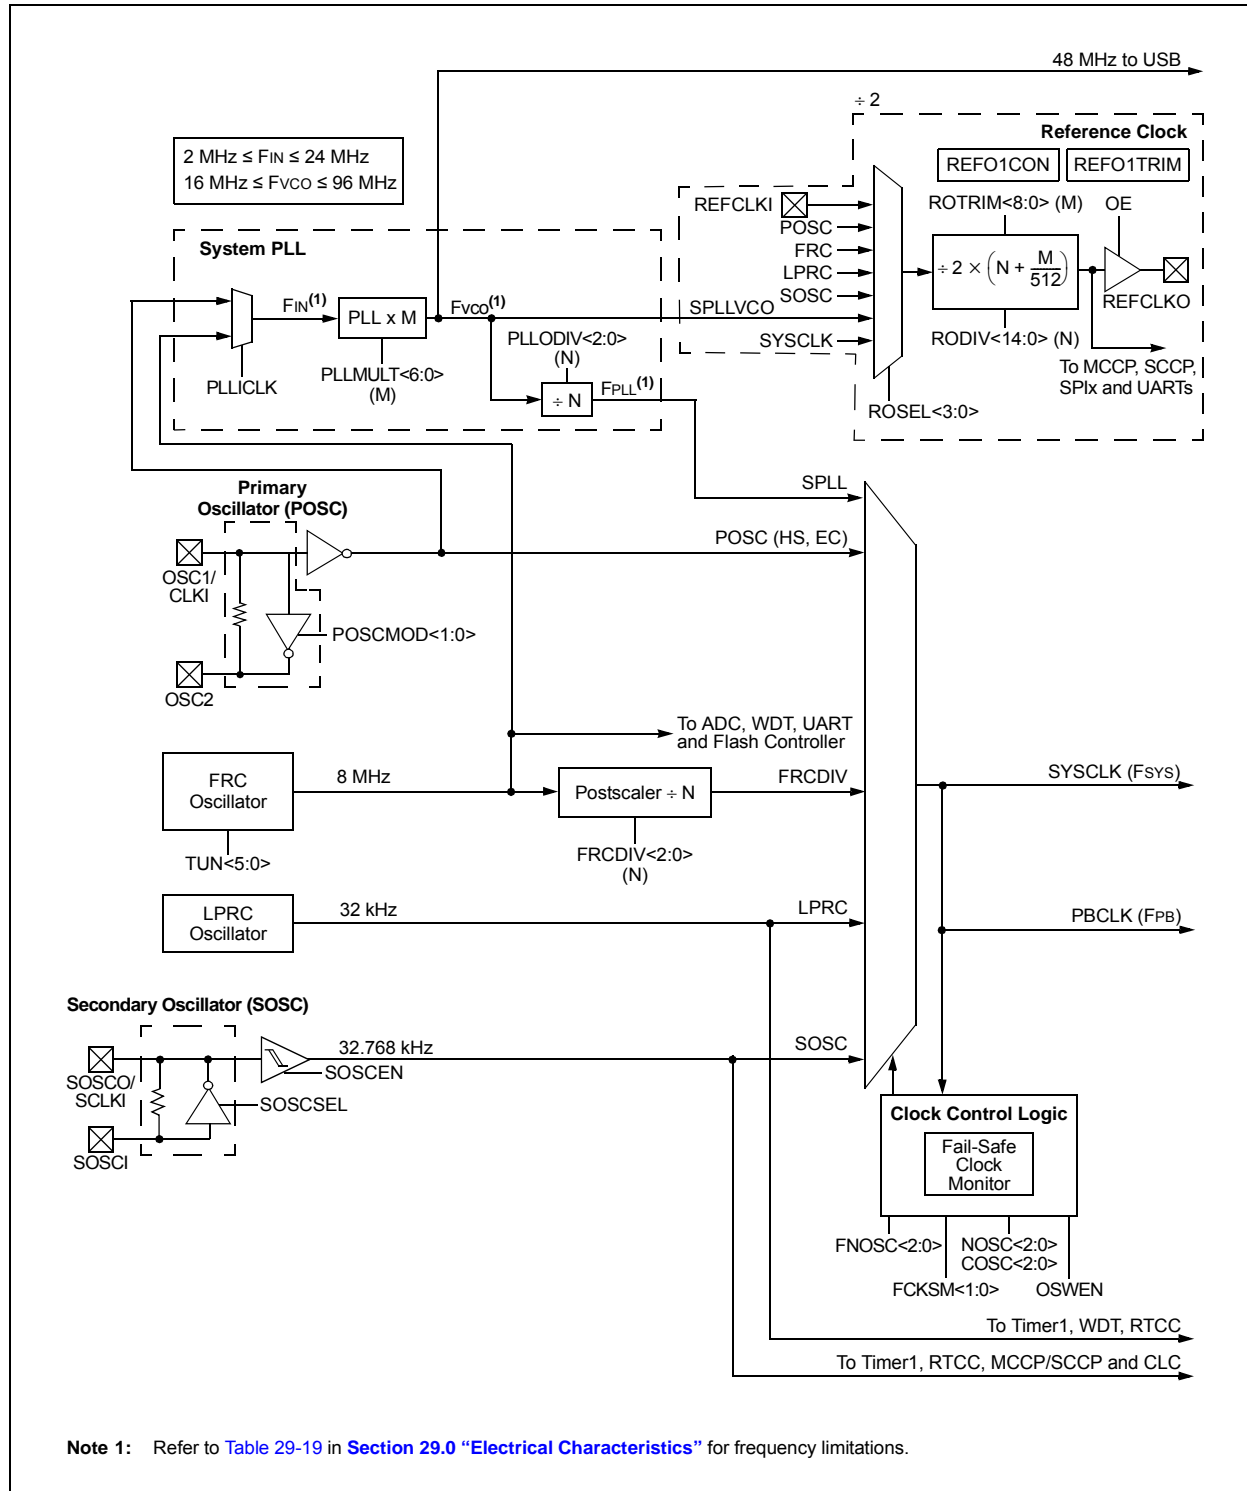 48 MHz to USB
÷ 2
Reference Clock
2 MHz ≤ FIN ≤ 24 MHz
16 MHz ≤ FVCO ≤ 96 MHz
REFO1CON
REFO1TRIM
REFCLKI
POSC
FRC
LPRC
SOSC
SPLLVCO
SYSCLK
ROTRIM<8:0> (M)
OE
÷ 2 × (N + M/512)
REFCLKO
RODIV<14:0> (N)
To MCCP, SCCP,
SPIx and UARTs
ROSEL<3:0>
System PLL
FIN(1)
PLL x M
FVCO(1)
PLLICLK
PLLMULT<6:0>
(M)
PLLODIV<2:0>
(N)
÷ N
FPLL(1)
SPLL
Primary
Oscillator (POSC)
OSC1/
CLKI
POSCMOD<1:0>
OSC2
POSC (HS, EC)
To ADC, WDT, UART
and Flash Controller
FRC
Oscillator
8 MHz
TUN<5:0>
Postscaler ÷ N
FRCDIV
FRCDIV<2:0>
(N)
SYSCLK (FSYS)
LPRC
Oscillator
32 kHz
LPRC
PBCLK (FPB)
Secondary Oscillator (SOSC)
SOSCO/
SCLKI
32.768 kHz
SOSCEN
SOSCSEL
SOSCI
SOSC
Clock Control Logic
Fail-Safe
Clock
Monitor
FNOSC<2:0>
NOSC<2:0>
COSC<2:0>
FCKSM<1:0>
OSWEN
To Timer1, WDT, RTCC
To Timer1, RTCC, MCCP/SCCP and CLC
Note 1: Refer to Table 29-19 in Section 29.0 “Electrical Characteristics” for frequency limitations.